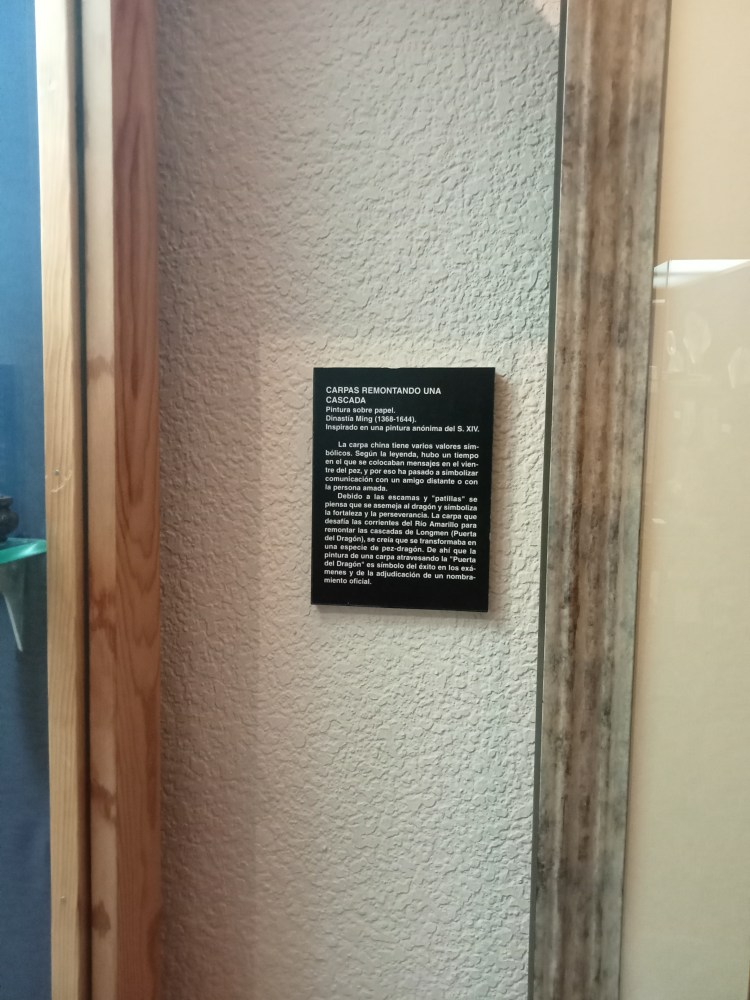 CARPAS REMONTANDO UNA
CASCADA
Pintura sobre papel.
Dinastía Ming (1368-1644).
Inspirado en una pintura anónima del S. XIV.
La carpa china tiene varios valores sim-
bólicos. Según la leyenda, hubo un tiempo
en el que se colocaban mensajes en el vien-
tre del pez, y por eso ha pasado a simbolizar
comunicación con un amigo distante o con
la persona amada.
Debido a las escamas y "patillas" se
piensa que se asemeja al dragón y simboliza
la fortaleza y la perseverancia. La carpa que
desafía las corrientes del Río Amarillo para
remontar las cascadas de Longmen (Puerta
del Dragón), se creía que se transformaba en
una especie de pez-dragón. De ahí que la
pintura de una carpa atravesando la "Puerta
del Dragón" es símbolo del éxito en los exá-
menes y de la adjudicación de un nombra-
miento oficial.